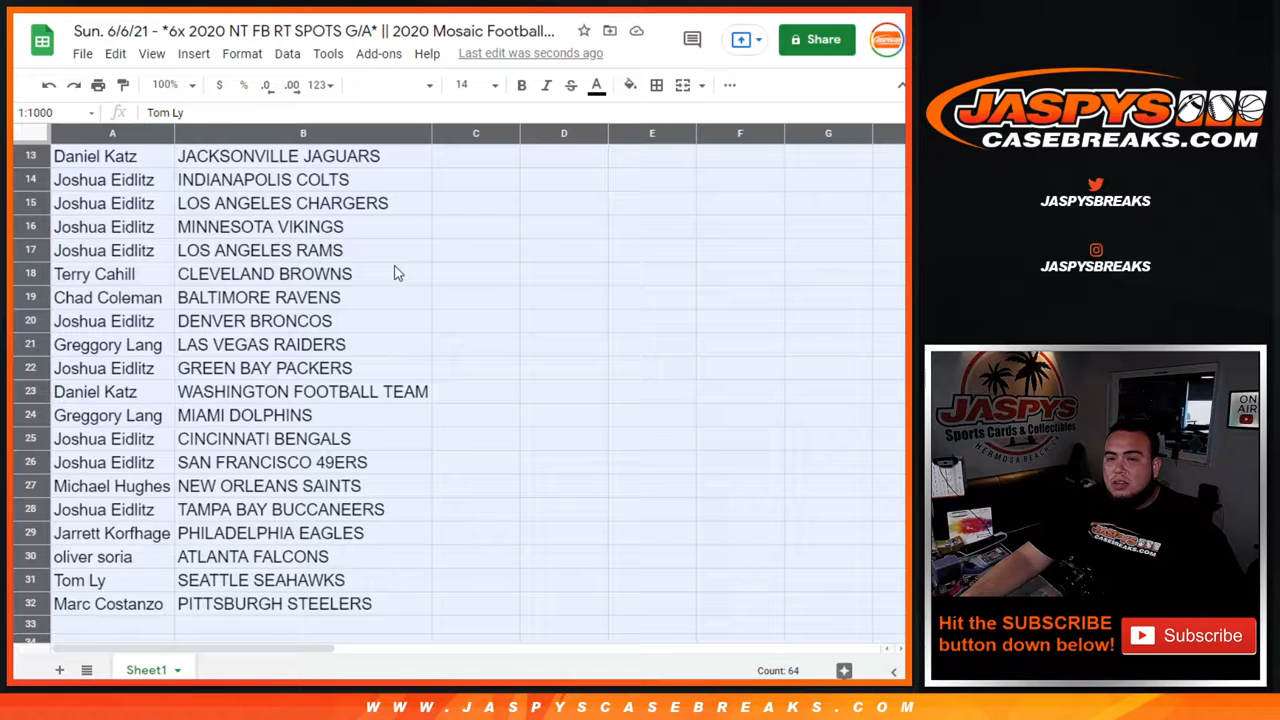 Sun. 6/6/21 - *6x 2020 NT FB RT SPOTS G/A* || 2020 Mosaic Football...
File Edit View Insert Format Data Tools Add-ons Help Last edit was seconds ago
Share
100% $ % .0 .00 123 14 B I S A
1:1000 fx Tom Ly
A B C D E F G
13 Daniel Katz JACKSONVILLE JAGUARS
14 Joshua Eidlitz INDIANAPOLIS COLTS
15 Joshua Eidlitz LOS ANGELES CHARGERS
16 Joshua Eidlitz MINNESOTA VIKINGS
17 Joshua Eidlitz LOS ANGELES RAMS
18 Terry Cahill CLEVELAND BROWNS
19 Chad Coleman BALTIMORE RAVENS
20 Joshua Eidlitz DENVER BRONCOS
21 Greggory Lang LAS VEGAS RAIDERS
22 Joshua Eidlitz GREEN BAY PACKERS
23 Daniel Katz WASHINGTON FOOTBALL TEAM
24 Greggory Lang MIAMI DOLPHINS
25 Joshua Eidlitz CINCINNATI BENGALS
26 Joshua Eidlitz SAN FRANCISCO 49ERS
27 Michael Hughes NEW ORLEANS SAINTS
28 Joshua Eidlitz TAMPA BAY BUCCANEERS
29 Jarrett Korfhage PHILADELPHIA EAGLES
30 oliver soria ATLANTA FALCONS
31 Tom Ly SEATTLE SEAHAWKS
32 Marc Costanzo PITTSBURGH STEELERS
33
34
Sheet1 Count: 64
JASPYS
CASEBREAKS.COM
JASPYSBREAKS
JASPYSBREAKS
JASPYS
Sports Cards & Collectibles
HERMOSA BEACH
ON
AIR
JASPYS
CASEBREAKS.COM
Hit the SUBSCRIBE
button down below!
Subscribe
WWW.JASPYSCASEBREAKS.COM